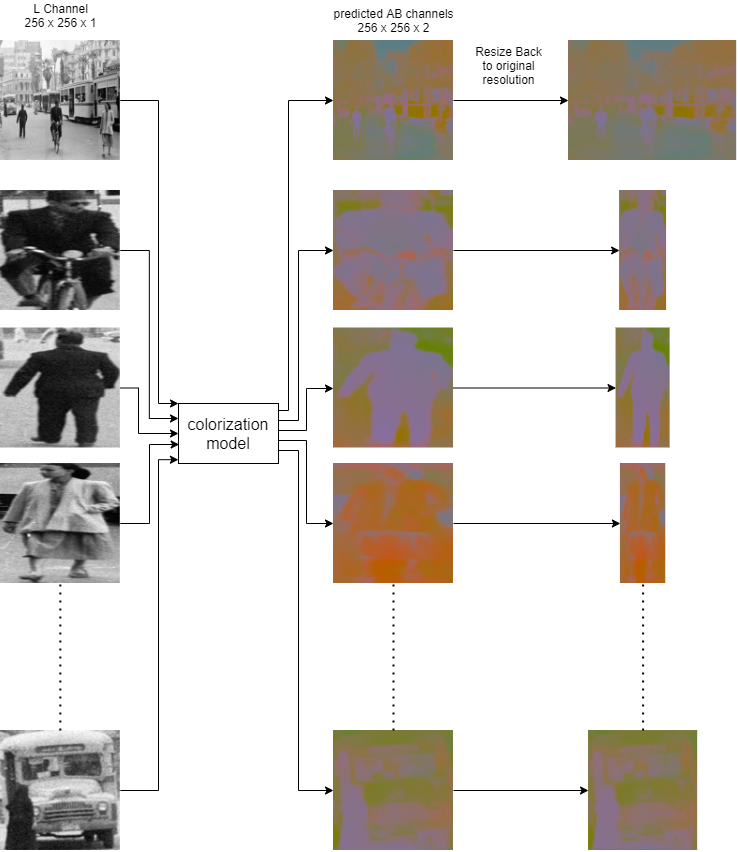 L Channel
256 x 256 x 1
predicted AB channels
256 x 256 x 2
Resize Back
to original
resolution
colorization
model